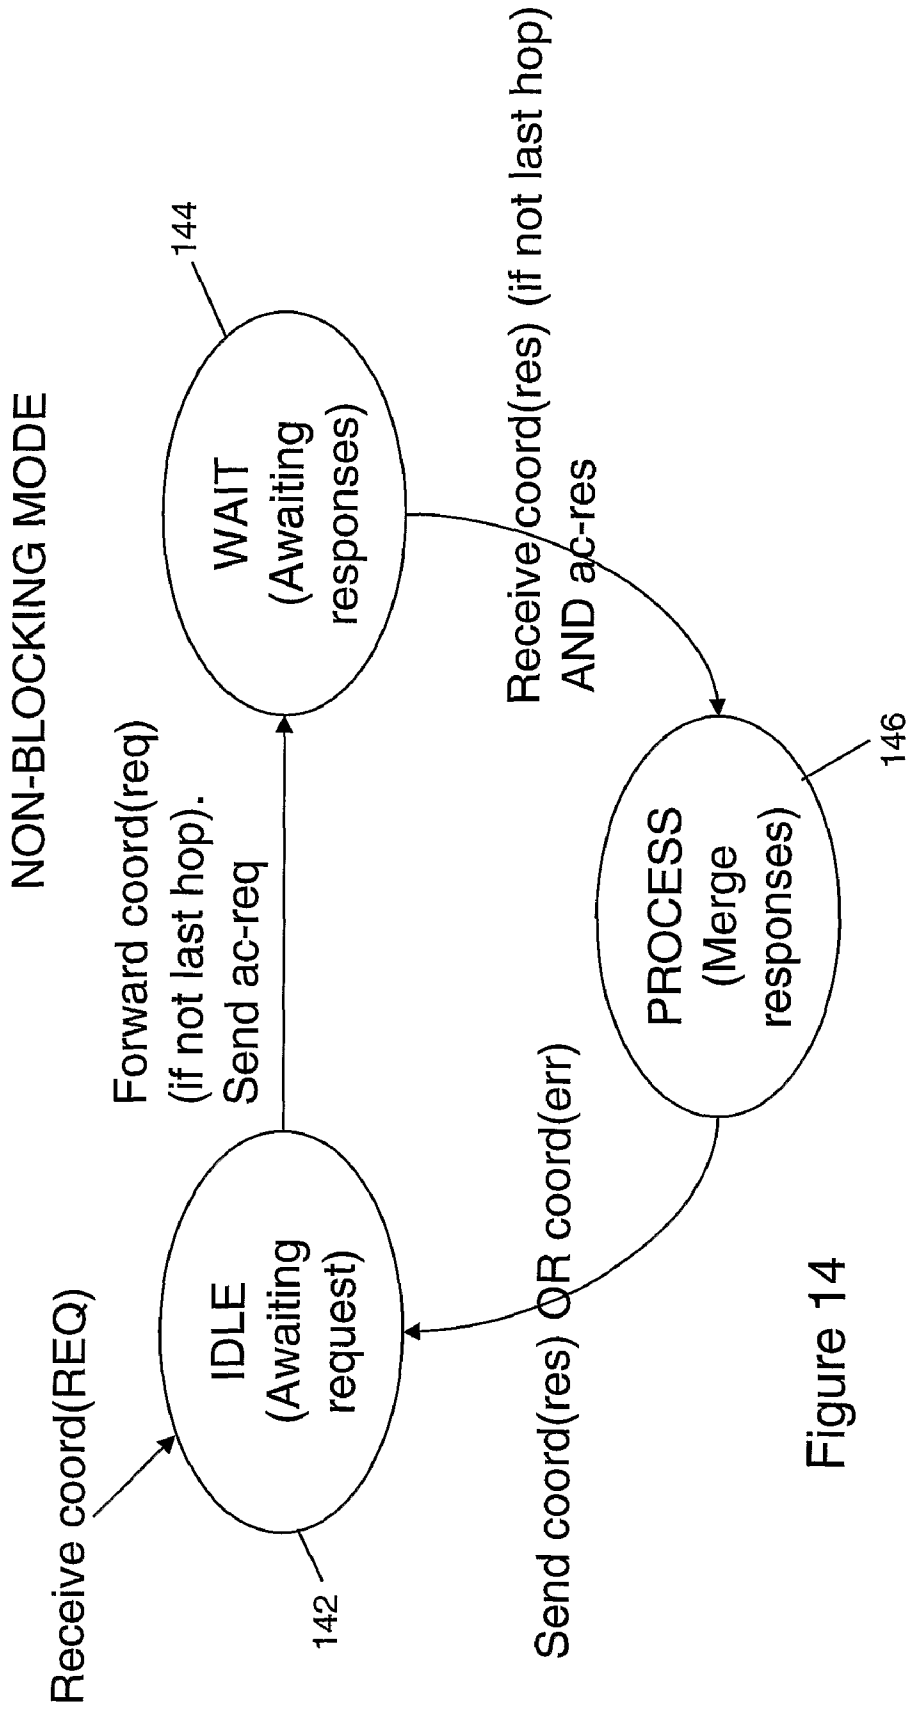 NON-BLOCKING MODE
Receive coord(REQ)
Forward coord(req)
(if not last hop).
Send ac-req
144
IDLE
(Awaiting
request)
WAIT
(Awaiting
responses)
142
Send coord(res) OR coord(err)
Receive coord(res) (if not last hop)
AND ac-res
PROCESS
(Merge
responses)
146
Figure 14